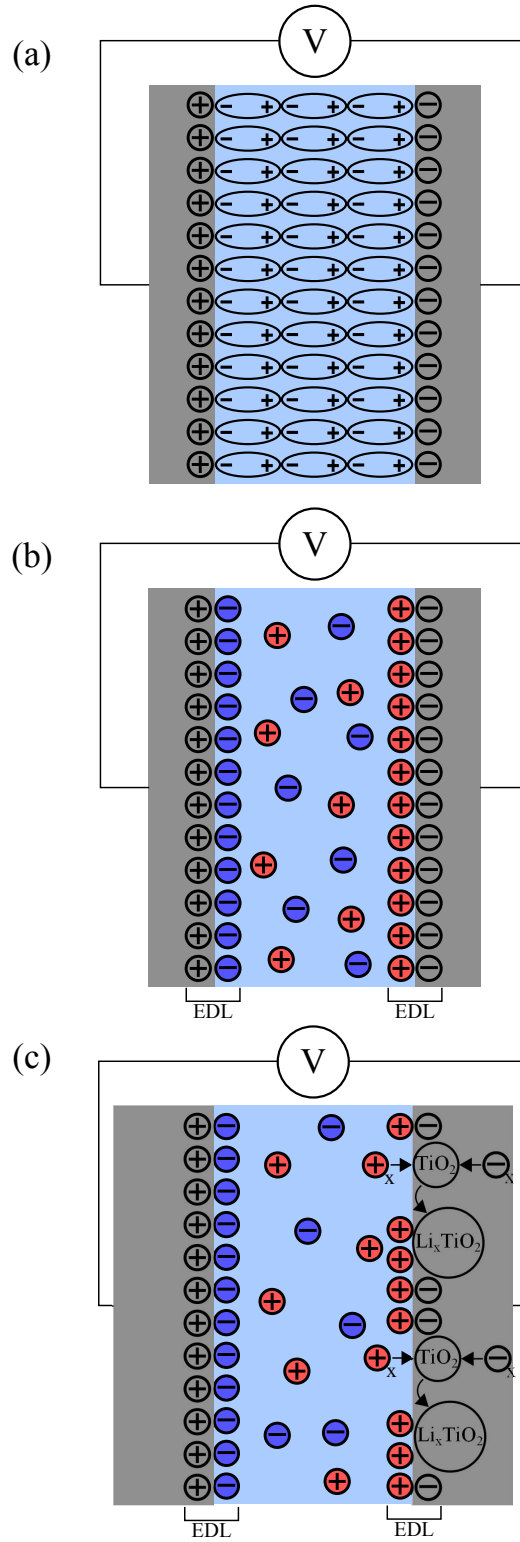 (a)
V
(b)
V
EDL EDL
(c)
V
x TiO₂ x
LiₓTiO₂
x TiO₂ x
LiₓTiO₂
EDL EDL